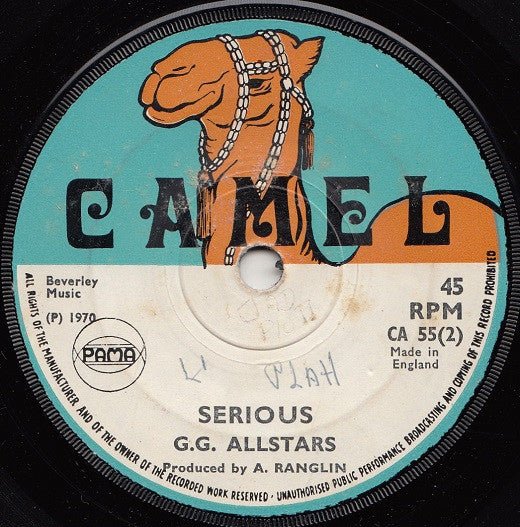 CAMEL
Beverley
Music
(P) 1970
PAMA
45
RPM
CA 55(2)
Made in
England
SERIOUS
G.G. ALLSTARS
Produced by A. RANGLIN
ALL RIGHTS OF THE MANUFACTURER AND OF THE OWNER OF THE RECORDED WORK RESERVED - UNAUTHORISED PUBLIC PERFORMANCE BROADCASTING AND COPYING OF THIS RECORD PROHIBITED